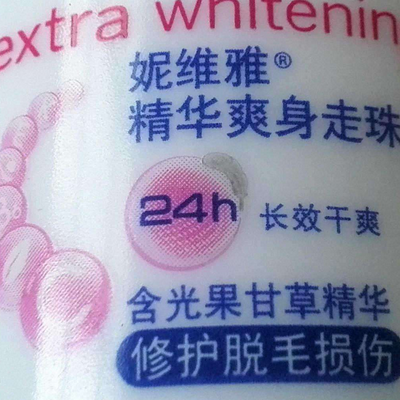 extra whitening
妮维雅®
精华爽身走珠
24h 长效干爽
含光果甘草精华
修护脱毛损伤